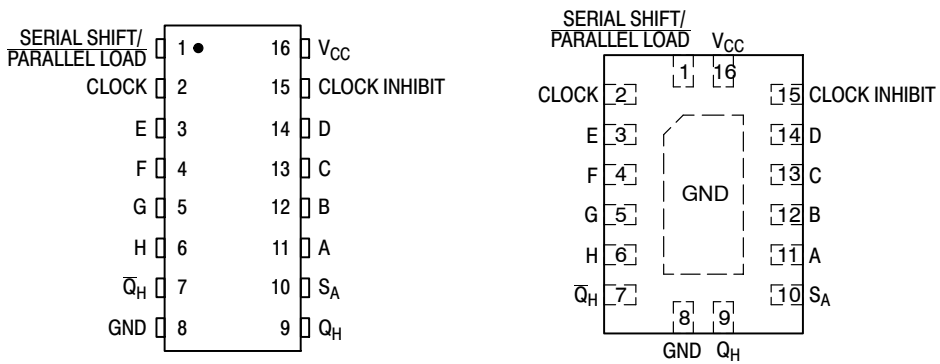 SERIAL SHIFT/
PARALLEL LOAD 1 16 VCC
CLOCK 2 15 CLOCK INHIBIT
E 3 14 D
F 4 13 C
G 5 12 B
H 6 11 A
Q̅H 7 10 SA
GND 8 9 QH
SERIAL SHIFT/
PARALLEL LOAD VCC
1 16
CLOCK 2 15 CLOCK INHIBIT
E 3 14 D
F 4 13 C
GND
G 5 12 B
H 6 11 A
Q̅H 7 10 SA
8 9
GND QH